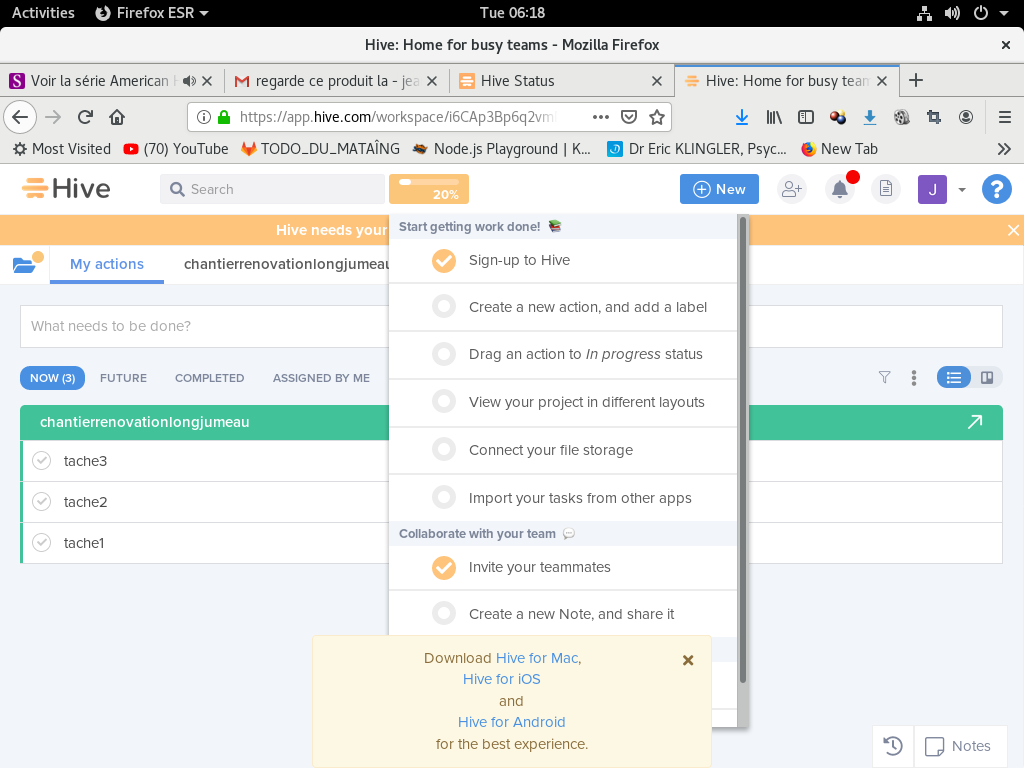 Activities Firefox ESR Tue 06:18
Hive: Home for busy teams - Mozilla Firefox
Voir la série American regarde ce produit la - jea Hive Status Hive: Home for busy team
https://app.hive.com/workspace/i6CAp3Bp6q2vm
Most Visited (70) YouTube TODO_DU_MATAÎNG Node.js Playground | K... Dr Eric KLINGLER, Psyc... New Tab
Hive Search 20% New J ?
Hive needs your
Start getting work done!
My actions chantierrenovationlongjumeau
Sign-up to Hive
Create a new action, and add a label
What needs to be done?
Drag an action to In progress status
NOW (3) FUTURE COMPLETED ASSIGNED BY ME
View your project in different layouts
chantierrenovationlongjumeau
Connect your file storage
tache3
Import your tasks from other apps
tache2
Collaborate with your team
tache1
Invite your teammates
Create a new Note, and share it
Download Hive for Mac,
Hive for iOS
and
Hive for Android
for the best experience.
Notes